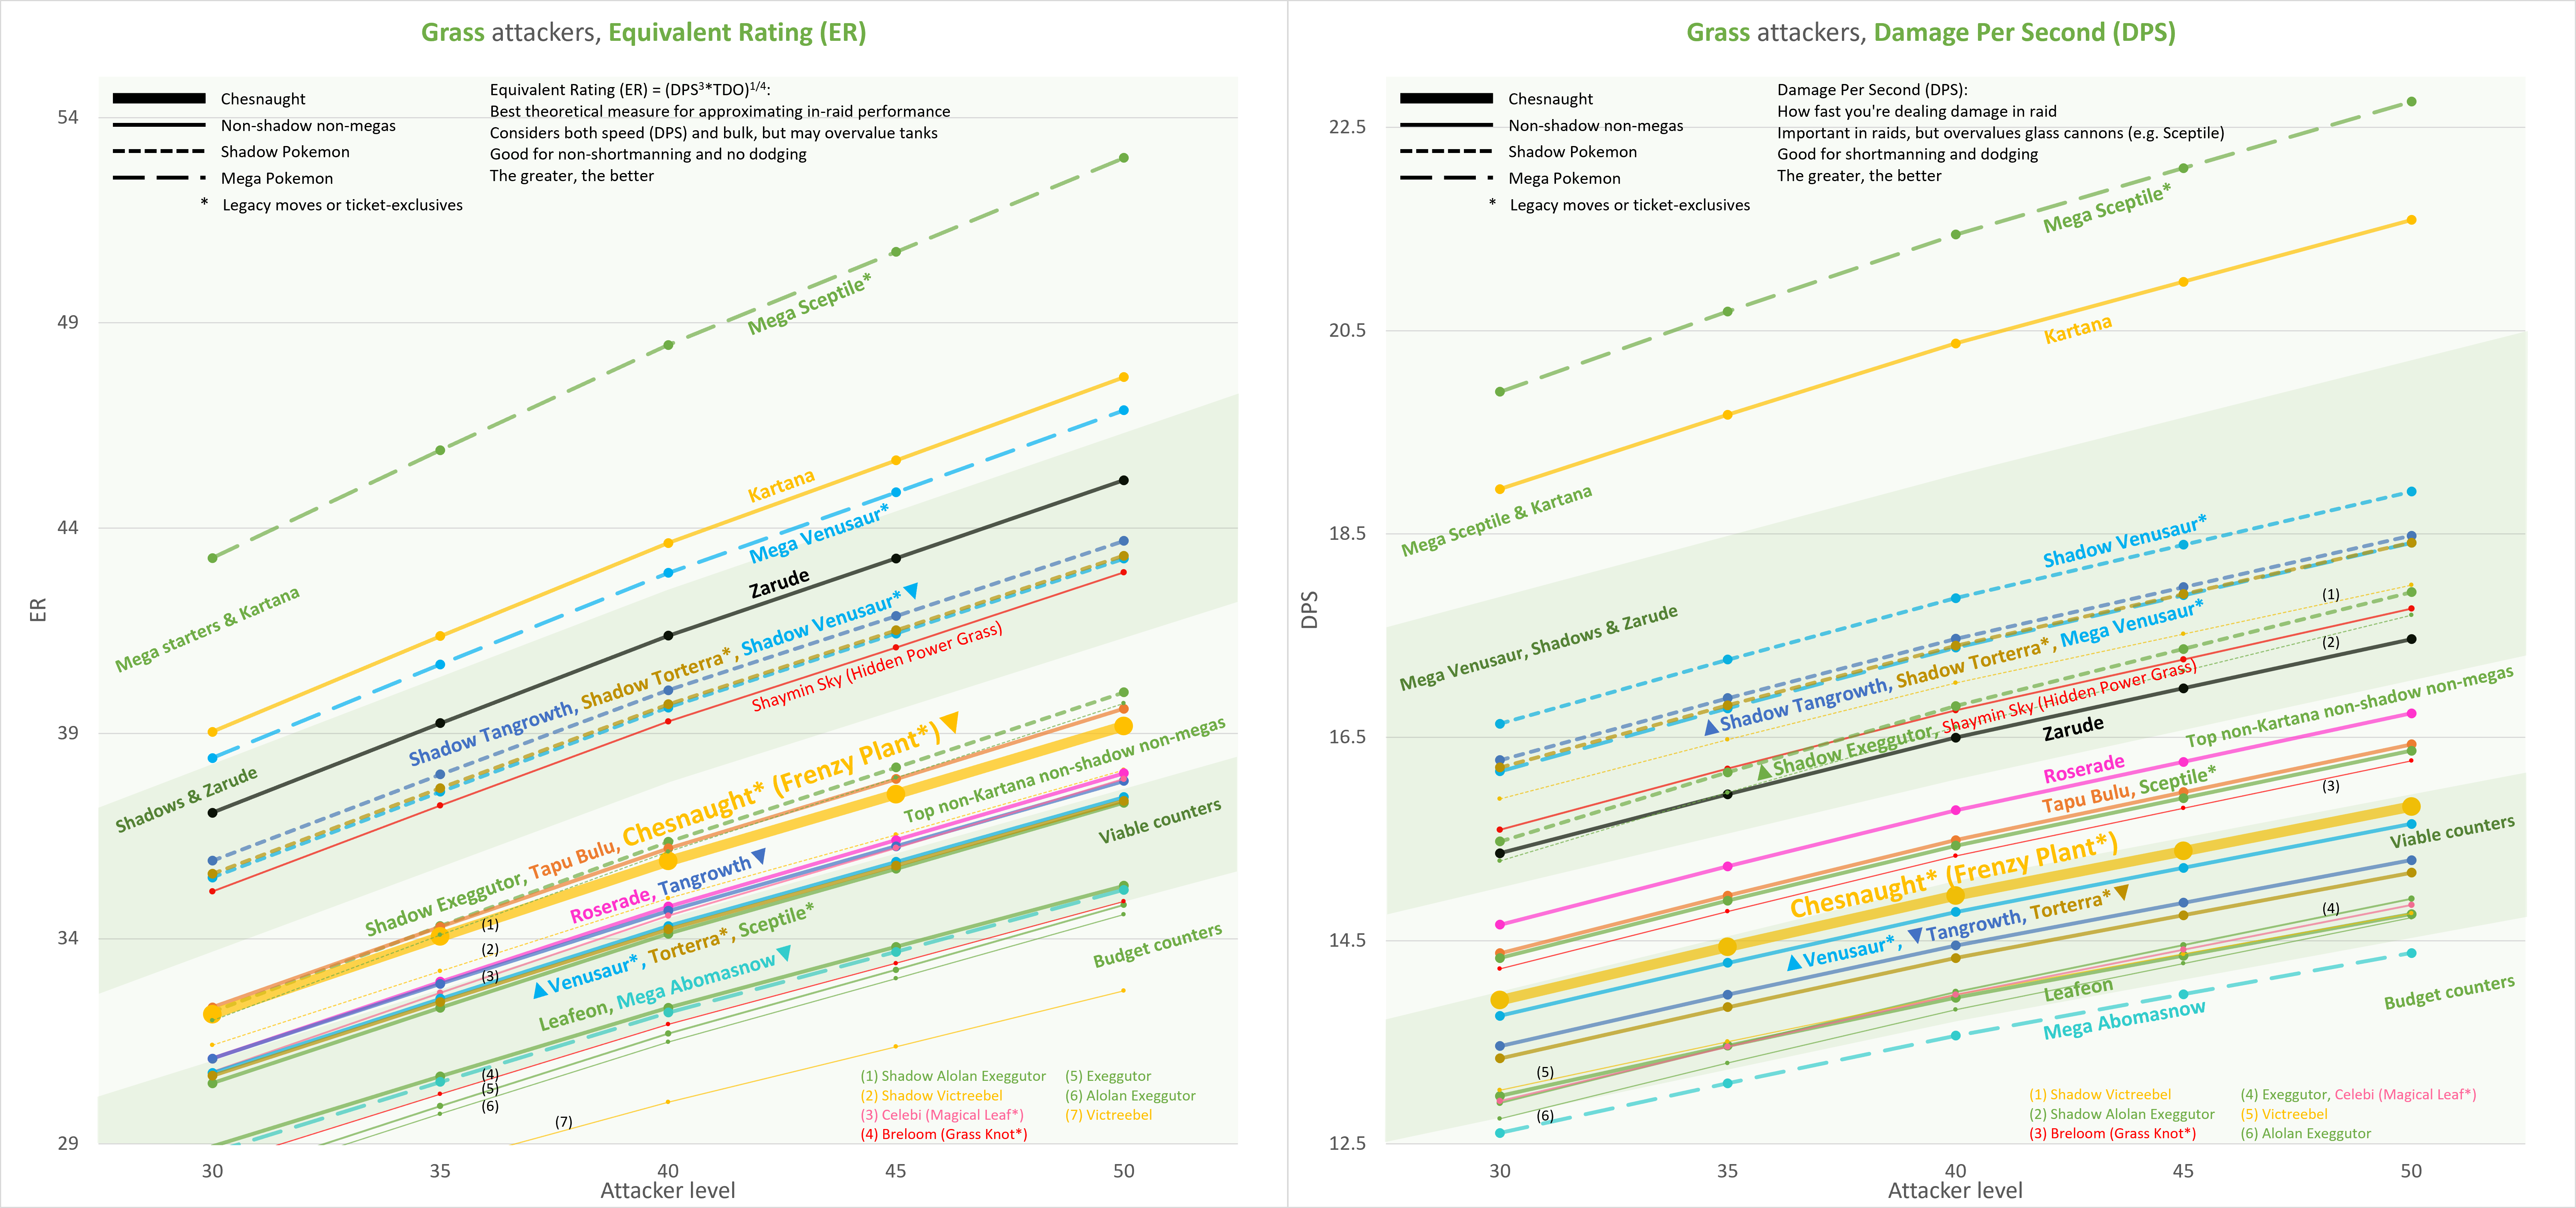 Grass attackers, Equivalent Rating (ER)
Chesnaught
Non-shadow non-megas
Shadow Pokemon
Mega Pokemon
* Legacy moves or ticket-exclusives
Equivalent Rating (ER) = (DPS³*TDO)¹ᐟ⁴:
Best theoretical measure for approximating in-raid performance
Considers both speed (DPS) and bulk, but may overvalue tanks
Good for non-shortmanning and no dodging
The greater, the better
54
49
44
39
34
29
ER
Mega Sceptile*
Kartana
Mega Venusaur*
Zarude
Mega starters & Kartana
Shadow Tangrowth, Shadow Torterra*, Shadow Venusaur*▼
Shaymin Sky (Hidden Power Grass)
Shadows & Zarude
Shadow Exeggutor, Tapu Bulu, Chesnaught* (Frenzy Plant*)▼
Top non-Kartana non-shadow non-megas
Roserade, Tangrowth▼
Viable counters
▲Venusaur*, Torterra*, Sceptile*
Leafeon, Mega Abomasnow▼
Budget counters
(1)
(2)
(3)
(4)
(5)
(6)
(7)
(1) Shadow Alolan Exeggutor
(2) Shadow Victreebel
(3) Celebi (Magical Leaf*)
(4) Breloom (Grass Knot*)
(5) Exeggutor
(6) Alolan Exeggutor
(7) Victreebel
30 35 40 45 50
Attacker level
Grass attackers, Damage Per Second (DPS)
Chesnaught
Non-shadow non-megas
Shadow Pokemon
Mega Pokemon
* Legacy moves or ticket-exclusives
Damage Per Second (DPS):
How fast you're dealing damage in raid
Important in raids, but overvalues glass cannons (e.g. Sceptile)
Good for shortmanning and dodging
The greater, the better
22.5
20.5
18.5
16.5
14.5
12.5
DPS
Mega Sceptile*
Kartana
Mega Sceptile & Kartana
Shadow Venusaur*
(1)
Mega Venusaur, Shadows & Zarude
▲Shadow Tangrowth, Shadow Torterra*, Mega Venusaur*
(2)
▲Shadow Exeggutor, Shaymin Sky (Hidden Power Grass)
Zarude
Top non-Kartana non-shadow non-megas
Roserade
Tapu Bulu, Sceptile*
(3)
Chesnaught* (Frenzy Plant*)
Viable counters
▲Venusaur*, ▼Tangrowth, Torterra*▼
(4)
Leafeon
Mega Abomasnow
Budget counters
(5)
(6)
(1) Shadow Victreebel
(2) Shadow Alolan Exeggutor
(3) Breloom (Grass Knot*)
(4) Exeggutor, Celebi (Magical Leaf*)
(5) Victreebel
(6) Alolan Exeggutor
30 35 40 45 50
Attacker level